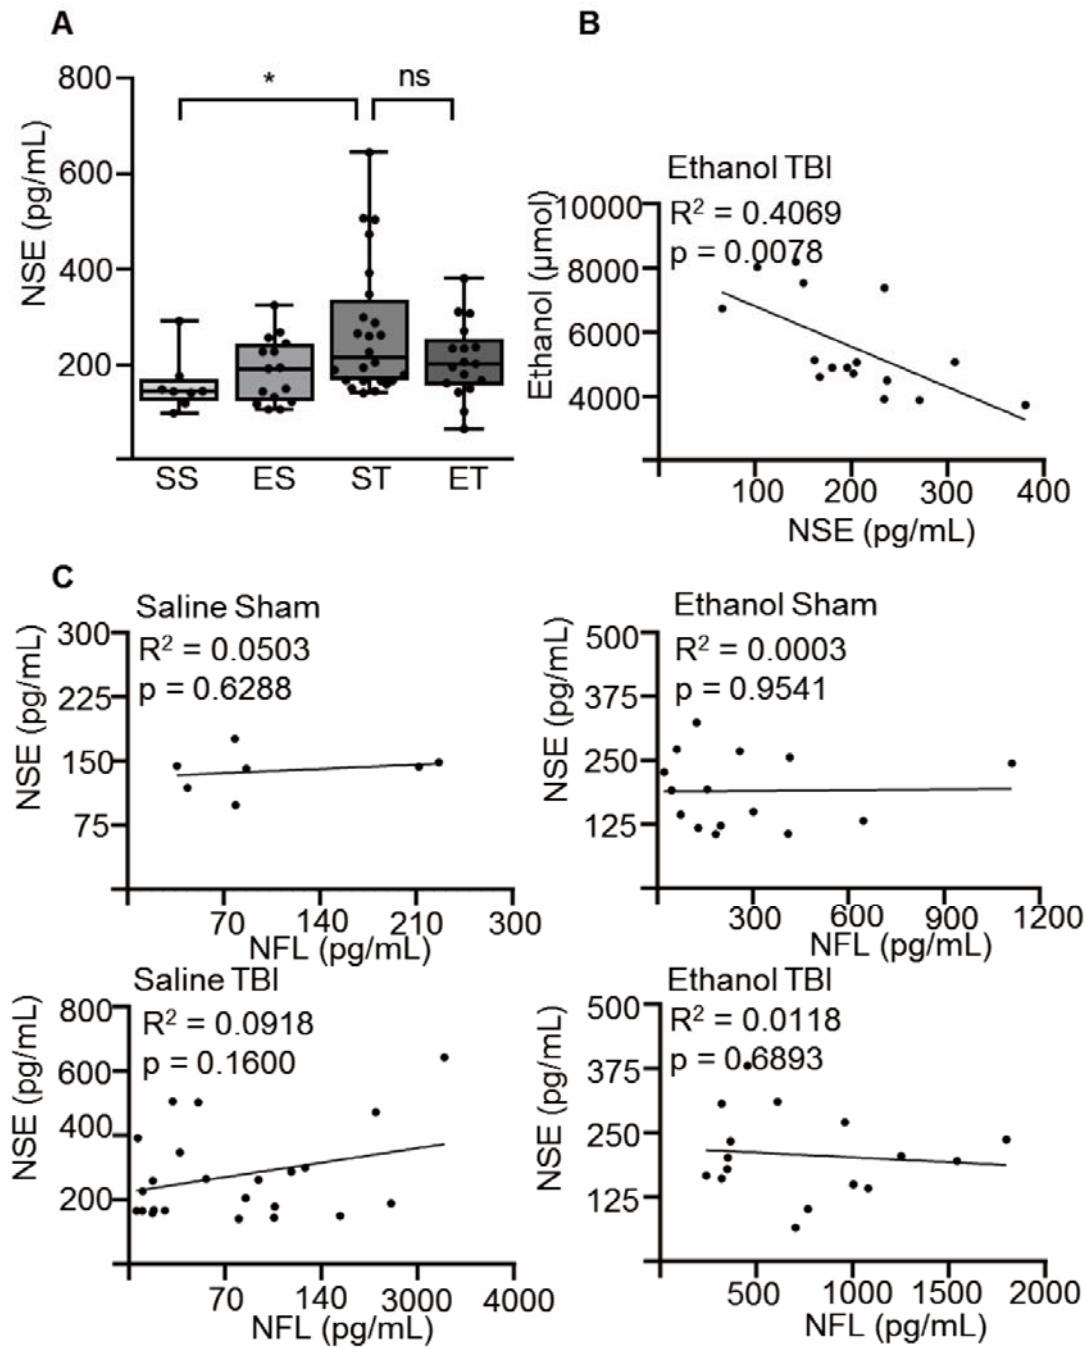 A
NSE (pg/mL)
800
600
400
200
*
ns
SS ES ST ET
B
Ethanol TBI
R² = 0.4069
p = 0.0078
Ethanol (μmol)
10000
8000
6000
4000
100 200 300 400
NSE (pg/mL)
C
Saline Sham
R² = 0.0503
p = 0.6288
NSE (pg/mL)
300
225
150
75
70 140 210 300
NFL (pg/mL)
Ethanol Sham
R² = 0.0003
p = 0.9541
NSE (pg/mL)
500
375
250
125
300 600 900 1200
NFL (pg/mL)
Saline TBI
R² = 0.0918
p = 0.1600
NSE (pg/mL)
800
600
400
200
70 140 3000 4000
NFL (pg/mL)
Ethanol TBI
R² = 0.0118
p = 0.6893
NSE (pg/mL)
500
375
250
125
500 1000 1500 2000
NFL (pg/mL)